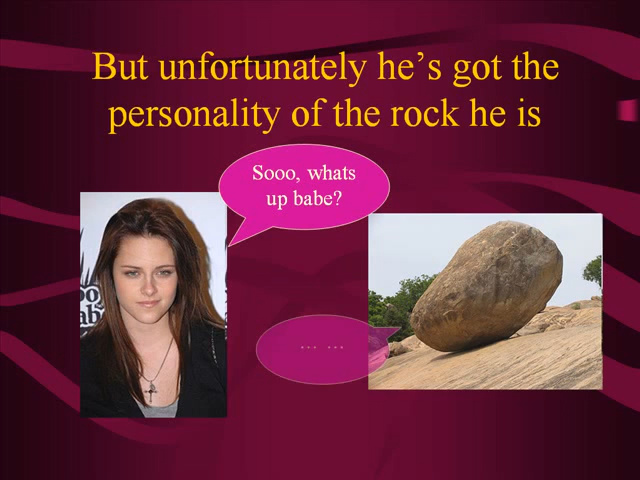 But unfortunately he’s got the
personality of the rock he is
Sooo, whats
up babe?
... ...